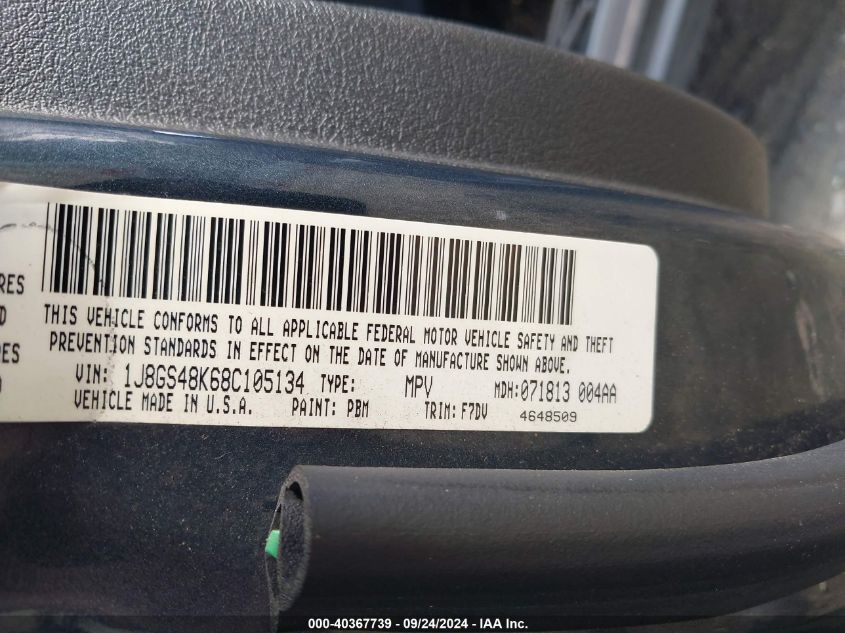 RES
THIS VEHICLE CONFORMS TO ALL APPLICABLE FEDERAL MOTOR VEHICLE SAFETY AND THEFT
PREVENTION STANDARDS IN EFFECT ON THE DATE OF MANUFACTURE SHOWN ABOVE.
VIN: 1J8GS48K68C105134 TYPE: MPV MDH:071813 004AA
VEHICLE MADE IN U.S.A. PAINT: PBM TRIM: F7DV 4648509
000-40367739 - 09/24/2024 - IAA Inc.